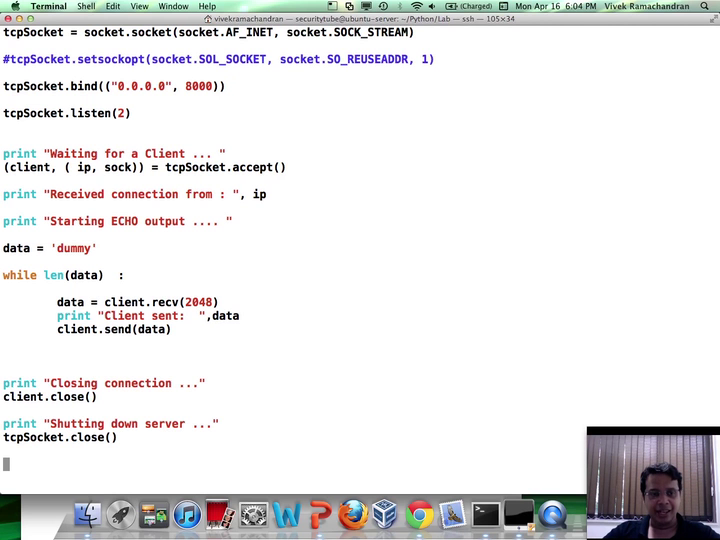 Terminal Shell Edit View Window Help (Charged) Mon Apr 16 6:04 PM Vivek Ramachandran
vivekramachandran — securitytube@ubuntu-server: ~/Python/Lab — ssh — 105×34
tcpSocket = socket.socket(socket.AF_INET, socket.SOCK_STREAM)
#tcpSocket.setsockopt(socket.SOL_SOCKET, socket.SO_REUSEADDR, 1)
tcpSocket.bind(("0.0.0.0", 8000))
tcpSocket.listen(2)
print "Waiting for a Client ... "
(client, ( ip, sock)) = tcpSocket.accept()
print "Received connection from : ", ip
print "Starting ECHO output .... "
data = 'dummy'
while len(data)  :
        data = client.recv(2048)
        print "Client sent:  ",data
        client.send(data)
print "Closing connection ..."
client.close()
print "Shutting down server ..."
tcpSocket.close()